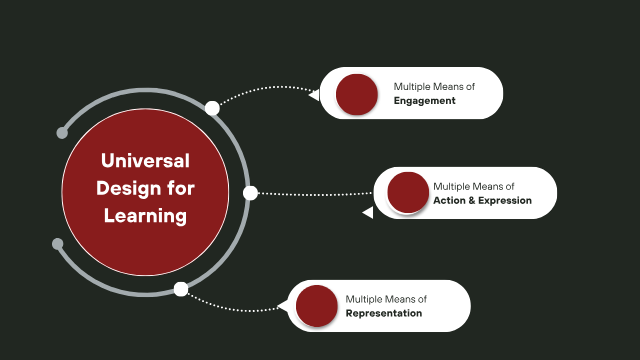 Universal
Design for
Learning
Multiple Means of
Engagement
Multiple Means of
Action & Expression
Multiple Means of
Representation